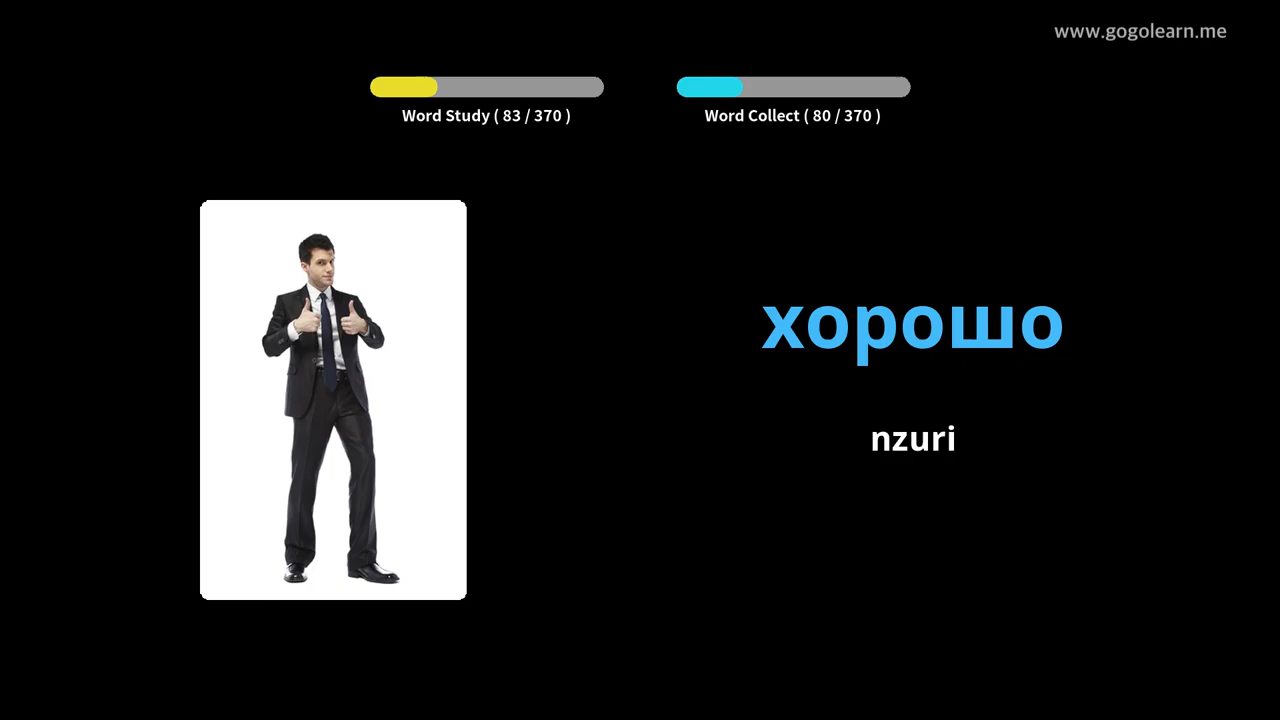 www.gogolearn.me
Word Study ( 83 / 370 )
Word Collect ( 80 / 370 )
хорошо
nzuri